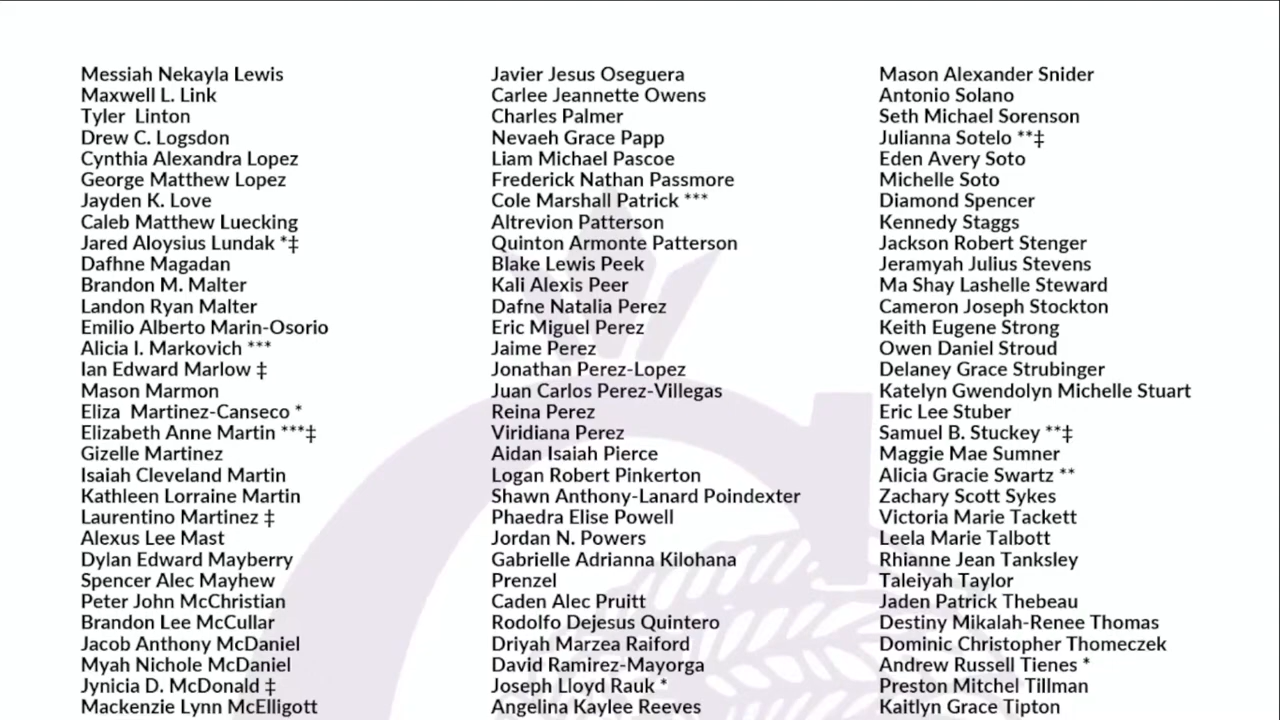 Messiah Nekayla Lewis
Maxwell L. Link
Tyler  Linton
Drew C. Logsdon
Cynthia Alexandra Lopez
George Matthew Lopez
Jayden K. Love
Caleb Matthew Luecking
Jared Aloysius Lundak *‡
Dafhne Magadan
Brandon M. Malter
Landon Ryan Malter
Emilio Alberto Marin-Osorio
Alicia I. Markovich ***
Ian Edward Marlow ‡
Mason Marmon
Eliza  Martinez-Canseco *
Elizabeth Anne Martin ***‡
Gizelle Martinez
Isaiah Cleveland Martin
Kathleen Lorraine Martin
Laurentino Martinez ‡
Alexus Lee Mast
Dylan Edward Mayberry
Spencer Alec Mayhew
Peter John McChristian
Brandon Lee McCullar
Jacob Anthony McDaniel
Myah Nichole McDaniel
Jynicia D. McDonald ‡
Mackenzie Lynn McElligott
Javier Jesus Oseguera
Carlee Jeannette Owens
Charles Palmer
Nevaeh Grace Papp
Liam Michael Pascoe
Frederick Nathan Passmore
Cole Marshall Patrick ***
Altrevion Patterson
Quinton Armonte Patterson
Blake Lewis Peek
Kali Alexis Peer
Dafne Natalia Perez
Eric Miguel Perez
Jaime Perez
Jonathan Perez-Lopez
Juan Carlos Perez-Villegas
Reina Perez
Viridiana Perez
Aidan Isaiah Pierce
Logan Robert Pinkerton
Shawn Anthony-Lanard Poindexter
Phaedra Elise Powell
Jordan N. Powers
Gabrielle Adrianna Kilohana
Prenzel
Caden Alec Pruitt
Rodolfo Dejesus Quintero
Driyah Marzea Raiford
David Ramirez-Mayorga
Joseph Lloyd Rauk *
Angelina Kaylee Reeves
Mason Alexander Snider
Antonio Solano
Seth Michael Sorenson
Julianna Sotelo **‡
Eden Avery Soto
Michelle Soto
Diamond Spencer
Kennedy Staggs
Jackson Robert Stenger
Jeramyah Julius Stevens
Ma Shay Lashelle Steward
Cameron Joseph Stockton
Keith Eugene Strong
Owen Daniel Stroud
Delaney Grace Strubinger
Katelyn Gwendolyn Michelle Stuart
Eric Lee Stuber
Samuel B. Stuckey **‡
Maggie Mae Sumner
Alicia Gracie Swartz **
Zachary Scott Sykes
Victoria Marie Tackett
Leela Marie Talbott
Rhianne Jean Tanksley
Taleiyah Taylor
Jaden Patrick Thebeau
Destiny Mikalah-Renee Thomas
Dominic Christopher Thomeczek
Andrew Russell Tienes *
Preston Mitchel Tillman
Kaitlyn Grace Tipton